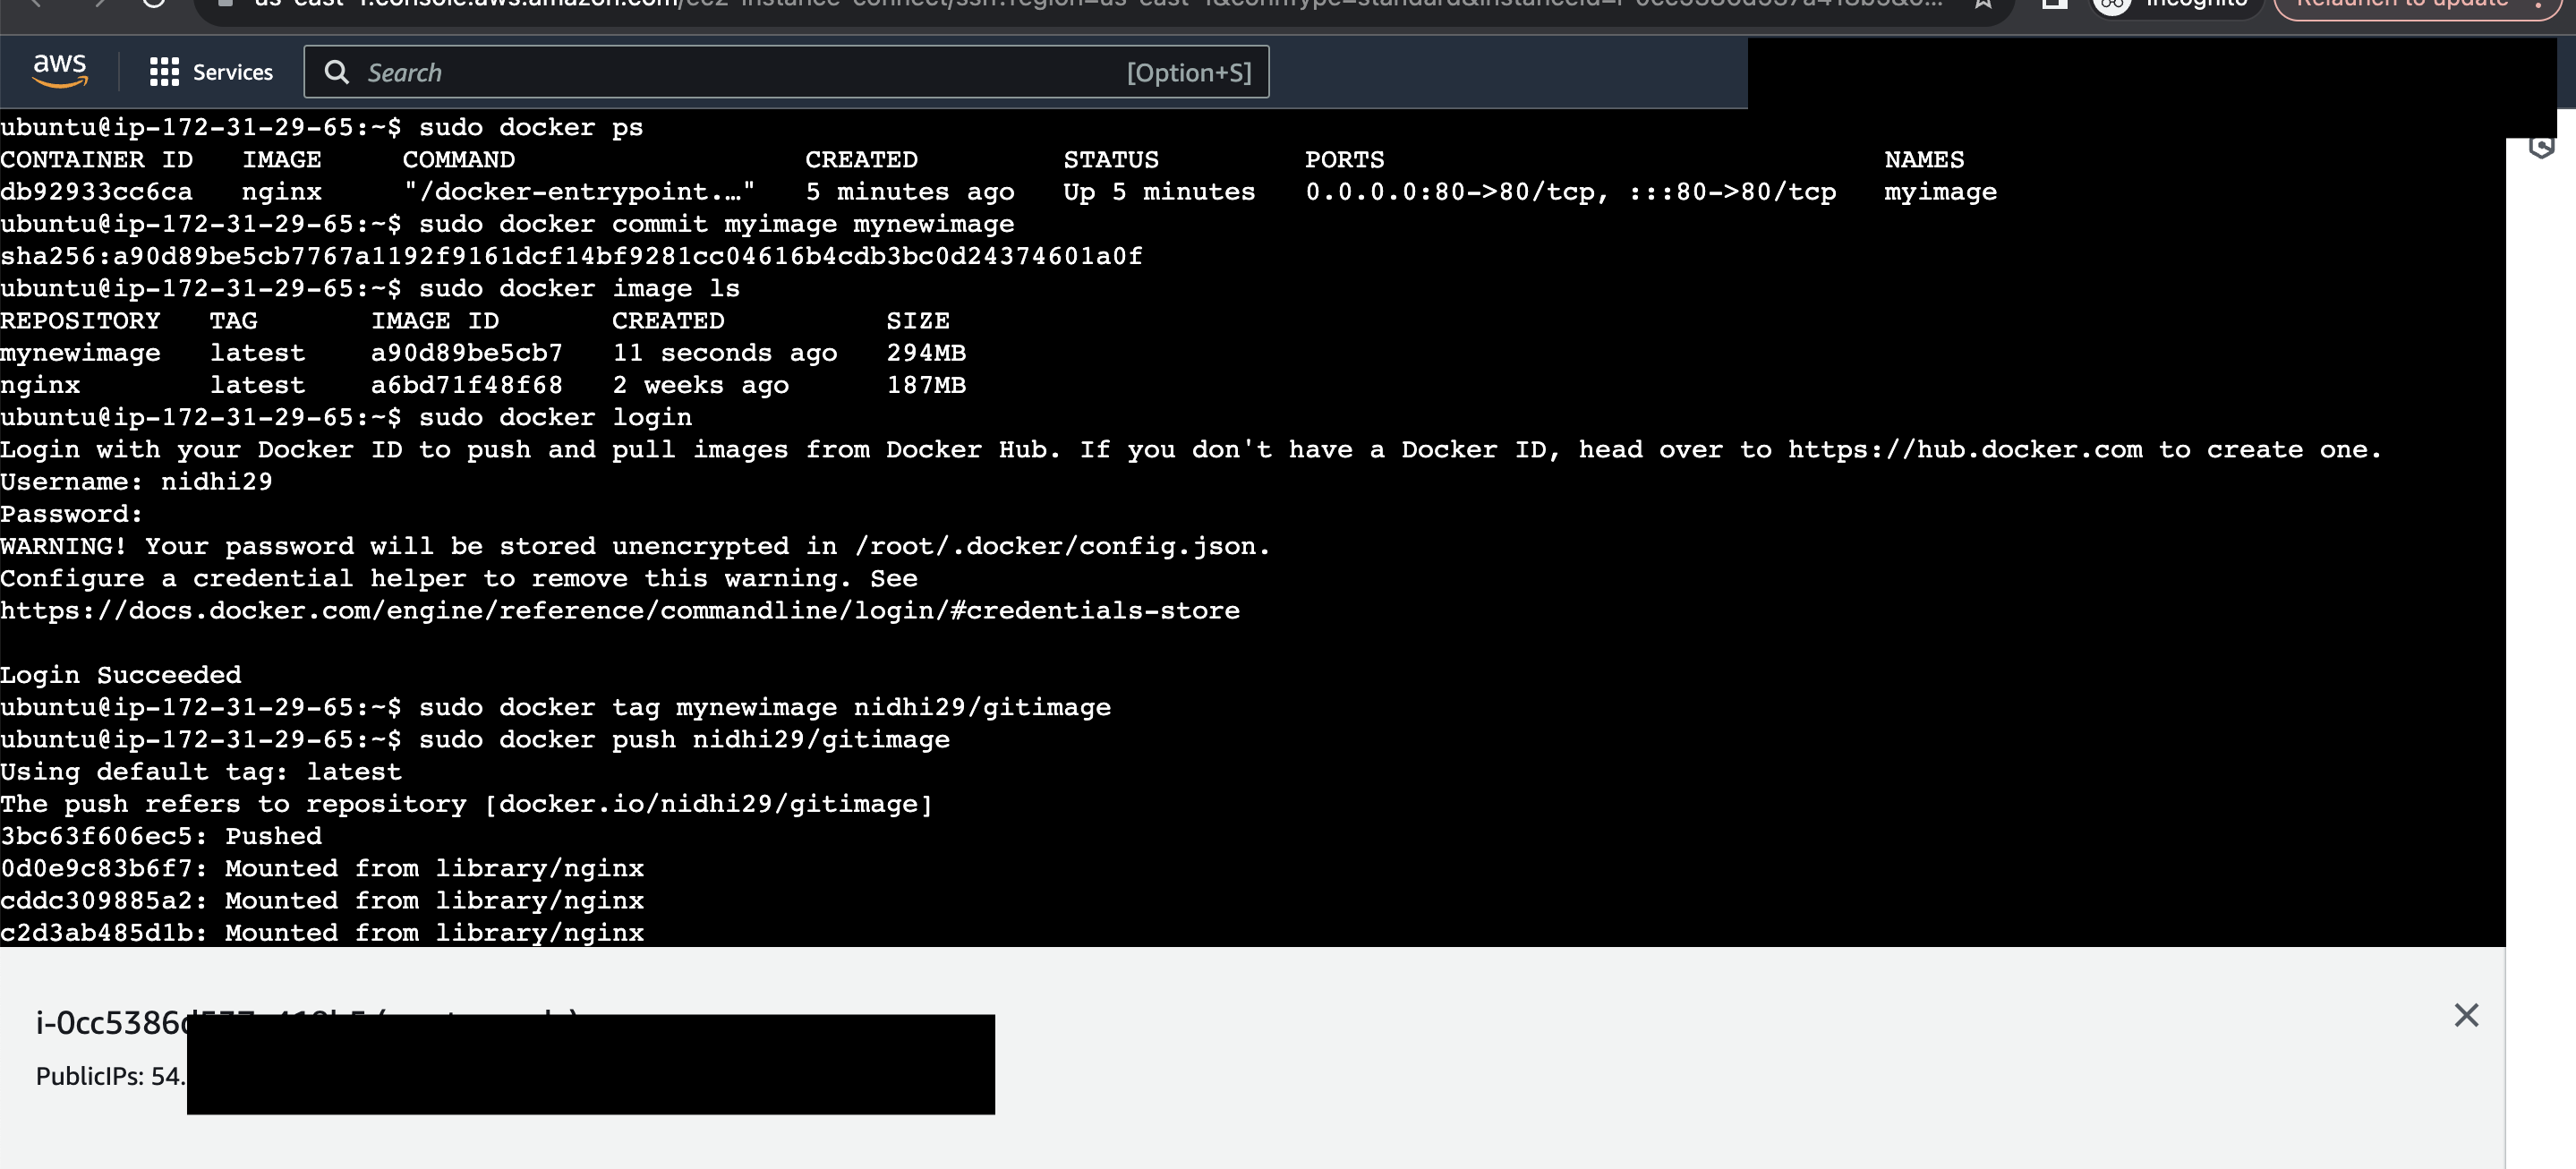 aws
Services
Search
[Option+S]
ubuntu@ip-172-31-29-65:~$ sudo docker ps
CONTAINER ID IMAGE COMMAND CREATED STATUS PORTS NAMES
db92933cc6ca nginx "/docker-entrypoint.…" 5 minutes ago Up 5 minutes 0.0.0.0:80->80/tcp, :::80->80/tcp myimage
ubuntu@ip-172-31-29-65:~$ sudo docker commit myimage mynewimage
sha256:a90d89be5cb7767a1192f9161dcf14bf9281cc04616b4cdb3bc0d24374601a0f
ubuntu@ip-172-31-29-65:~$ sudo docker image ls
REPOSITORY TAG IMAGE ID CREATED SIZE
mynewimage latest a90d89be5cb7 11 seconds ago 294MB
nginx latest a6bd71f48f68 2 weeks ago 187MB
ubuntu@ip-172-31-29-65:~$ sudo docker login
Login with your Docker ID to push and pull images from Docker Hub. If you don't have a Docker ID, head over to https://hub.docker.com to create one.
Username: nidhi29
Password:
WARNING! Your password will be stored unencrypted in /root/.docker/config.json.
Configure a credential helper to remove this warning. See
https://docs.docker.com/engine/reference/commandline/login/#credentials-store
Login Succeeded
ubuntu@ip-172-31-29-65:~$ sudo docker tag mynewimage nidhi29/gitimage
ubuntu@ip-172-31-29-65:~$ sudo docker push nidhi29/gitimage
Using default tag: latest
The push refers to repository [docker.io/nidhi29/gitimage]
3bc63f606ec5: Pushed
0d0e9c83b6f7: Mounted from library/nginx
cddc309885a2: Mounted from library/nginx
c2d3ab485d1b: Mounted from library/nginx
i-0cc5386d
PublicIPs: 54.